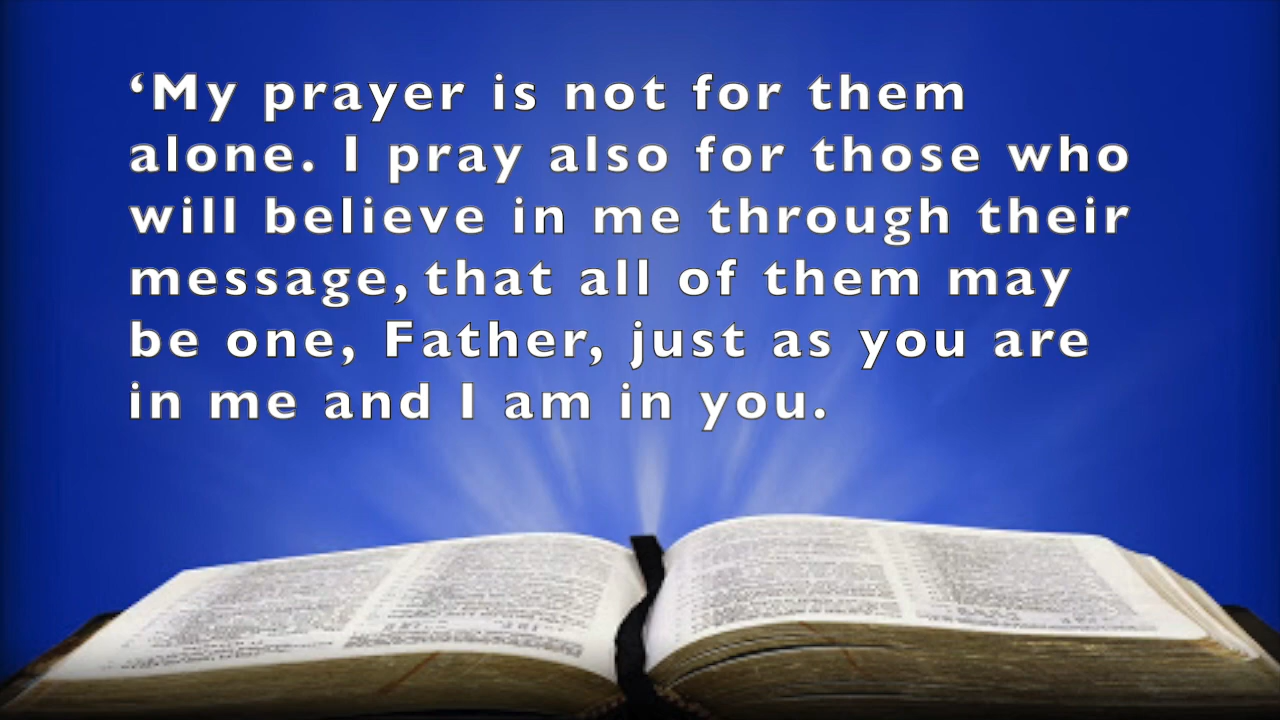 ‘My prayer is not for them
alone. I pray also for those who
will believe in me through their
message, that all of them may
be one, Father, just as you are
in me and I am in you.